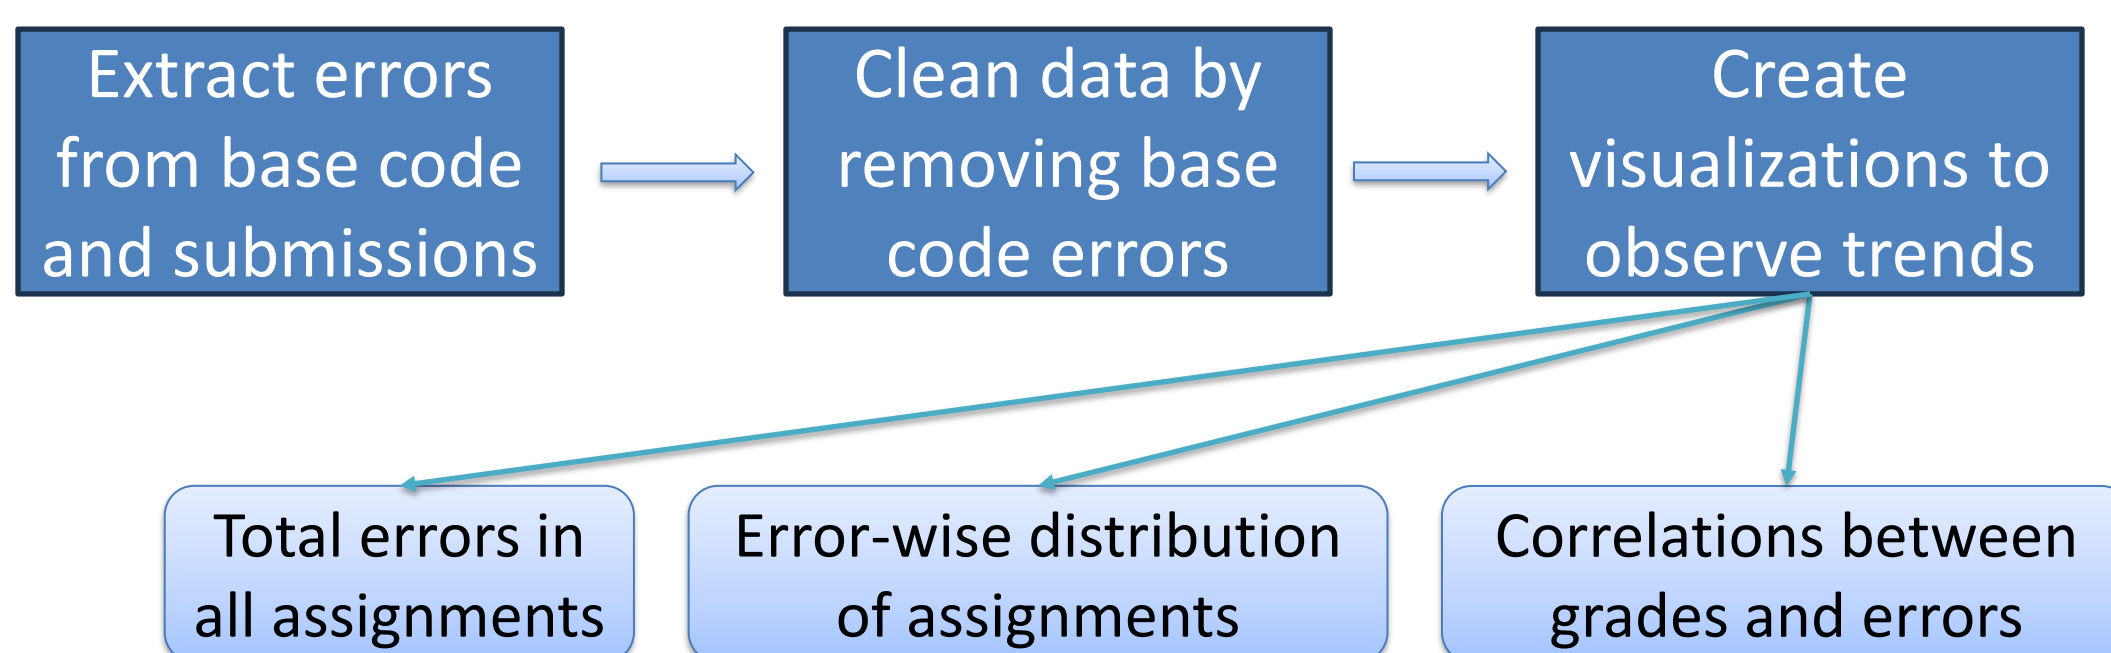 Extract errors
from base code
and submissions
Clean data by
removing base
code errors
Create
visualizations to
observe trends
Total errors in
all assignments
Error-wise distribution
of assignments
Correlations between
grades and errors